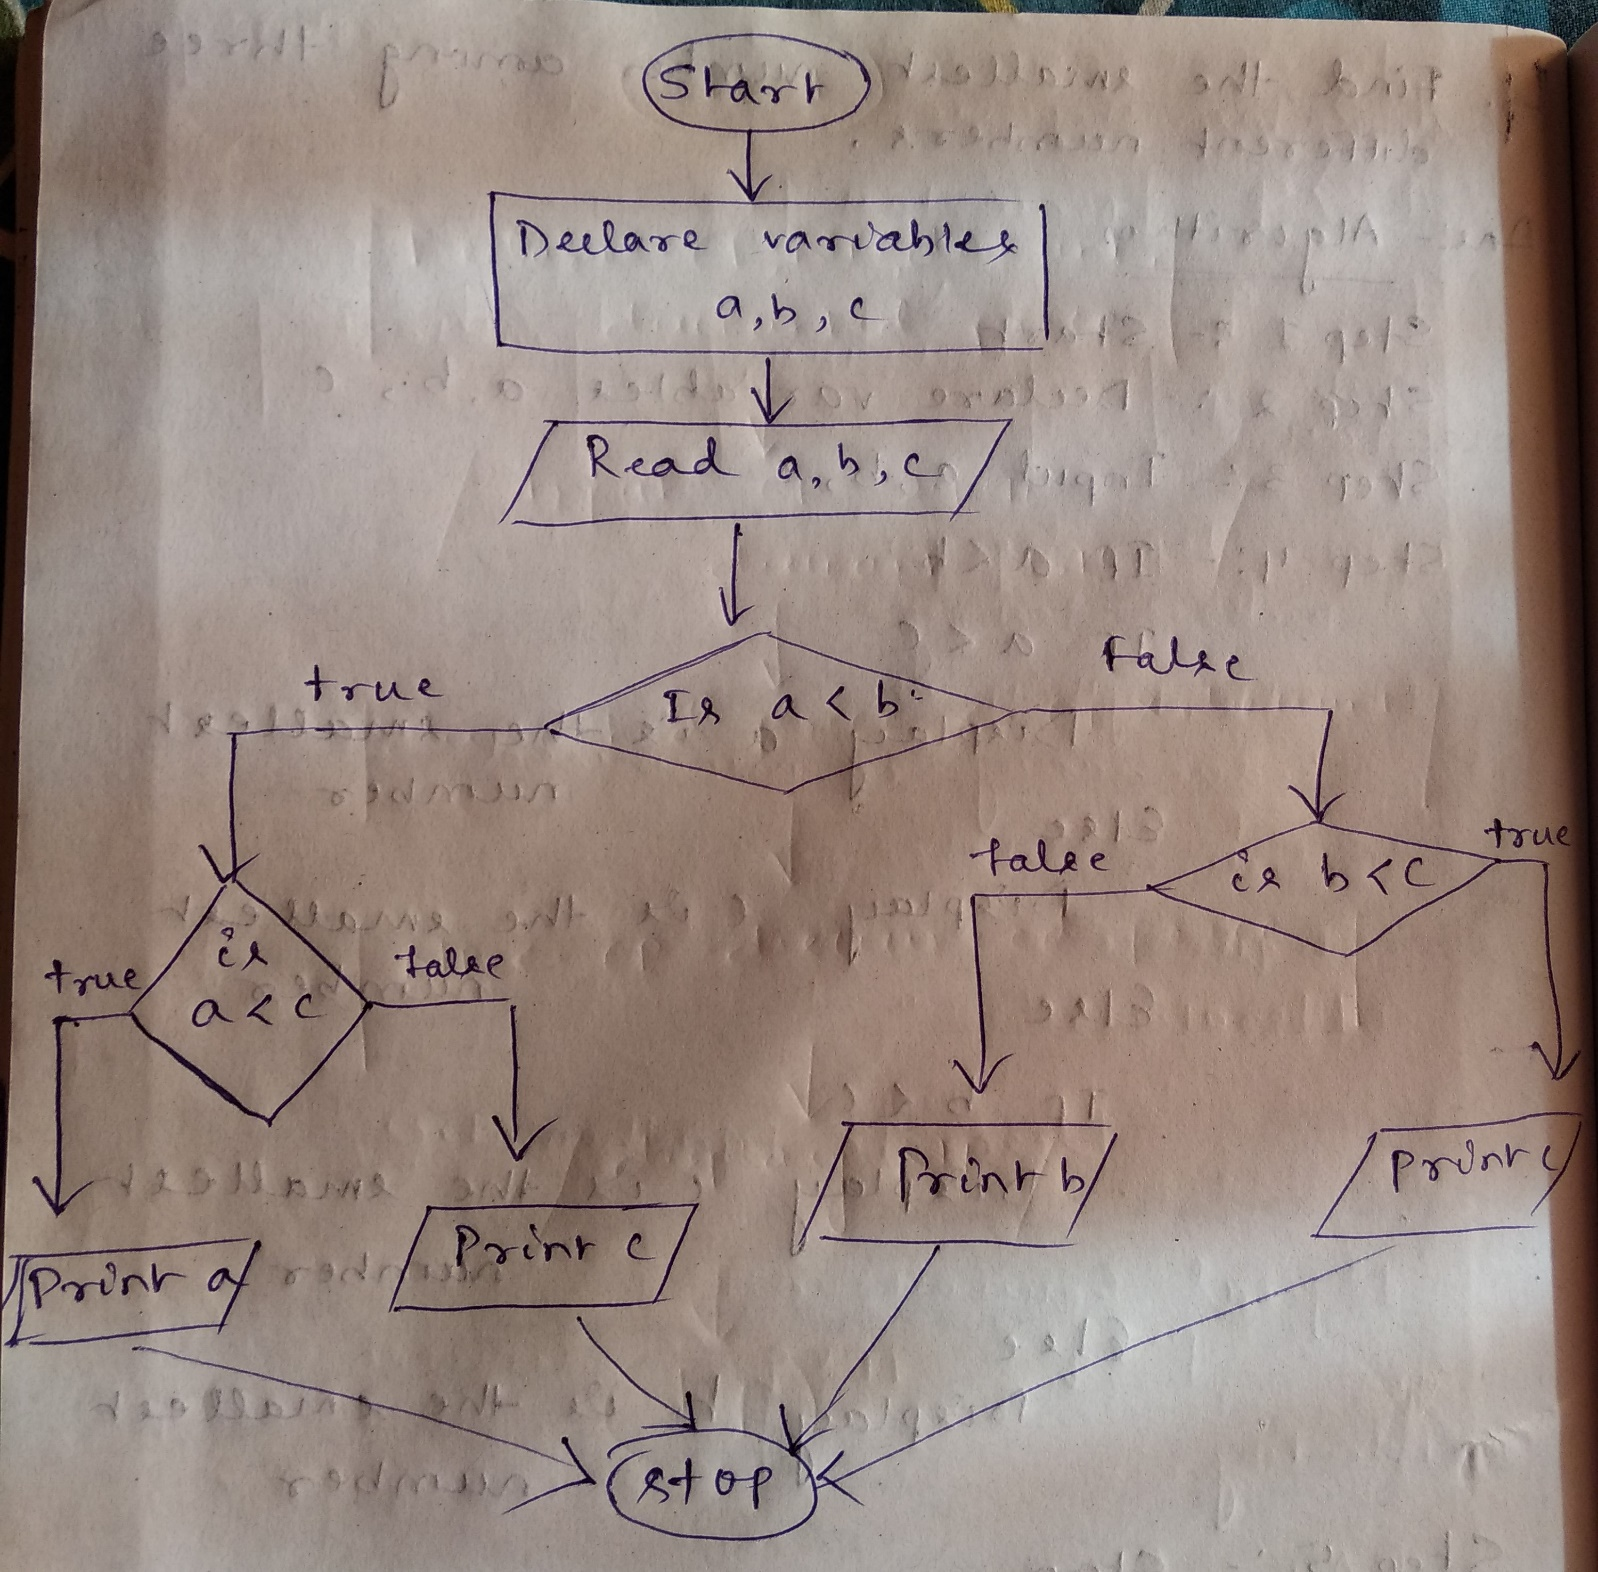 Start
Declare variables
a, b, c
Read a, b, c
Is a < b
true
False
is b < c
false
true
is
a < c
true
false
Print a
Print c
Print b
Print c
stop